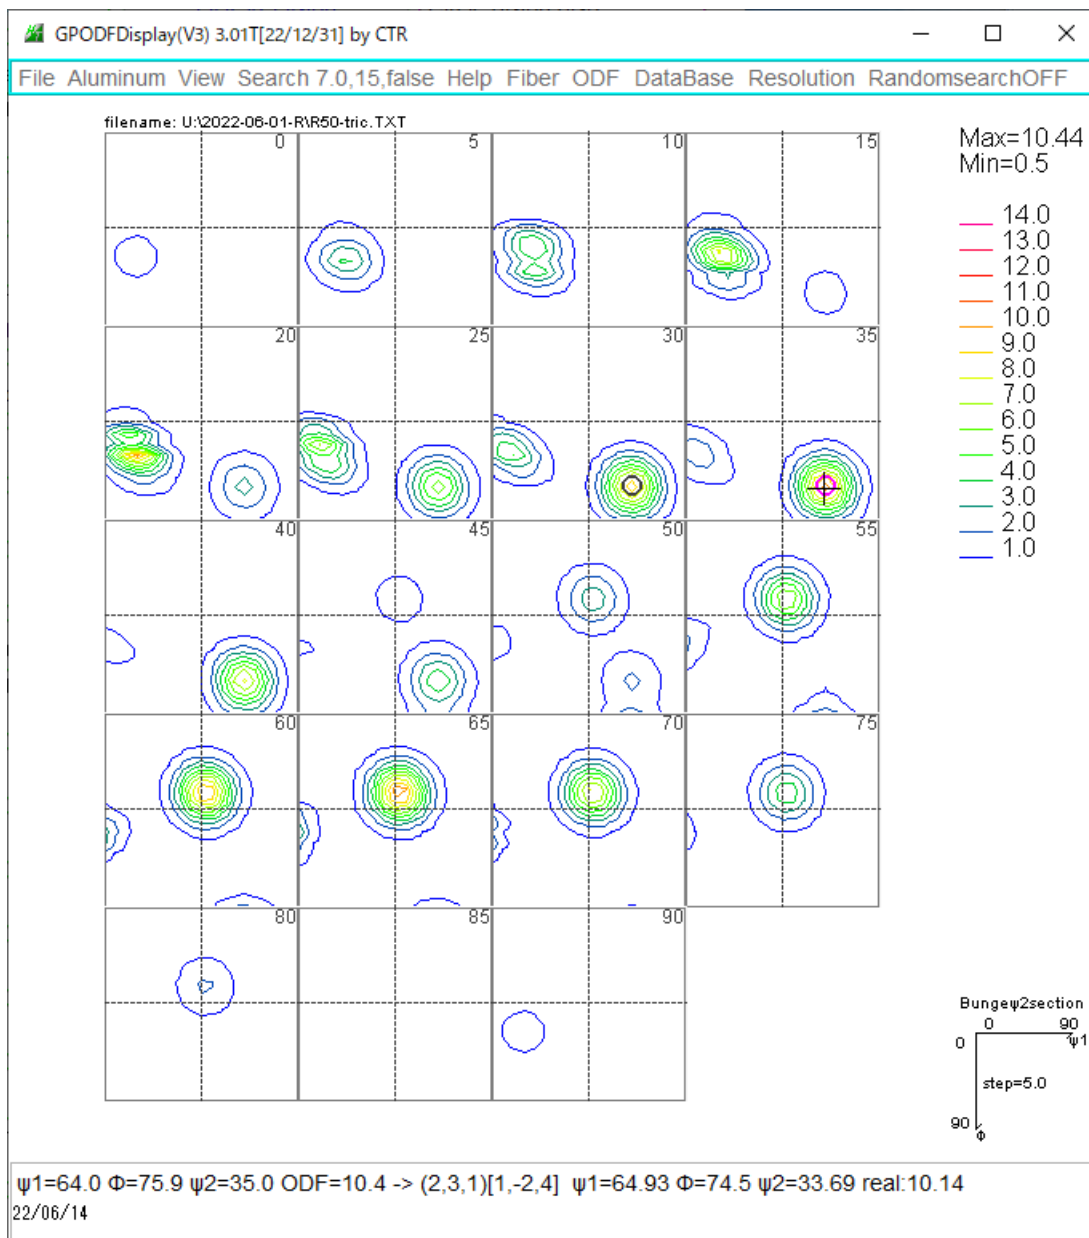 GPODFDisplay(V3) 3.01T[22/12/31] by CTR
File Aluminum View Search 7.0,15,false Help Fiber ODF DataBase Resolution RandomsearchOFF
filename: U:\2022-06-01-R\R50-tric.TXT
0 5 10 15
Max=10.44
Min=0.5
14.0
13.0
12.0
11.0
10.0
9.0
8.0
7.0
6.0
5.0
4.0
3.0
2.0
1.0
20 25 30 35
40 45 50 55
60 65 70 75
80 85 90
Bungeψ2section
0 90
0 ψ1
step=5.0
90
Φ
ψ1=64.0 Φ=75.9 ψ2=35.0 ODF=10.4 -> (2,3,1)[1,-2,4] ψ1=64.93 Φ=74.5 ψ2=33.69 real:10.14
22/06/14